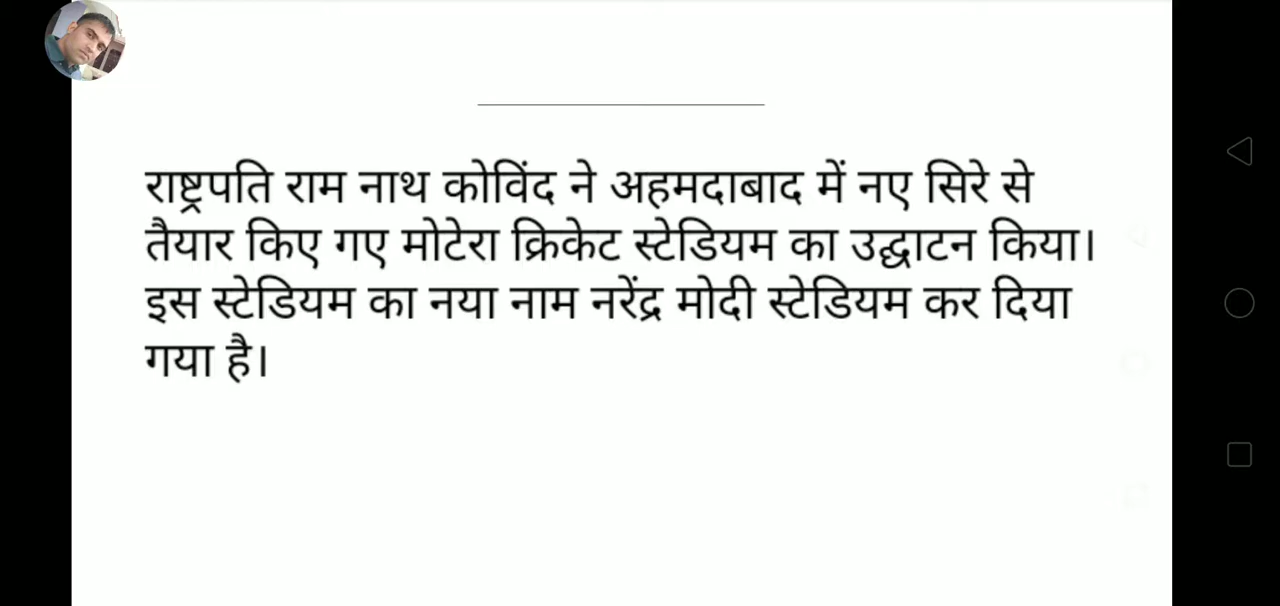 राष्ट्रपति राम नाथ कोविंद ने अहमदाबाद में नए सिरे से
तैयार किए गए मोटेरा क्रिकेट स्टेडियम का उद्घाटन किया।
इस स्टेडियम का नया नाम नरेंद्र मोदी स्टेडियम कर दिया
गया है।